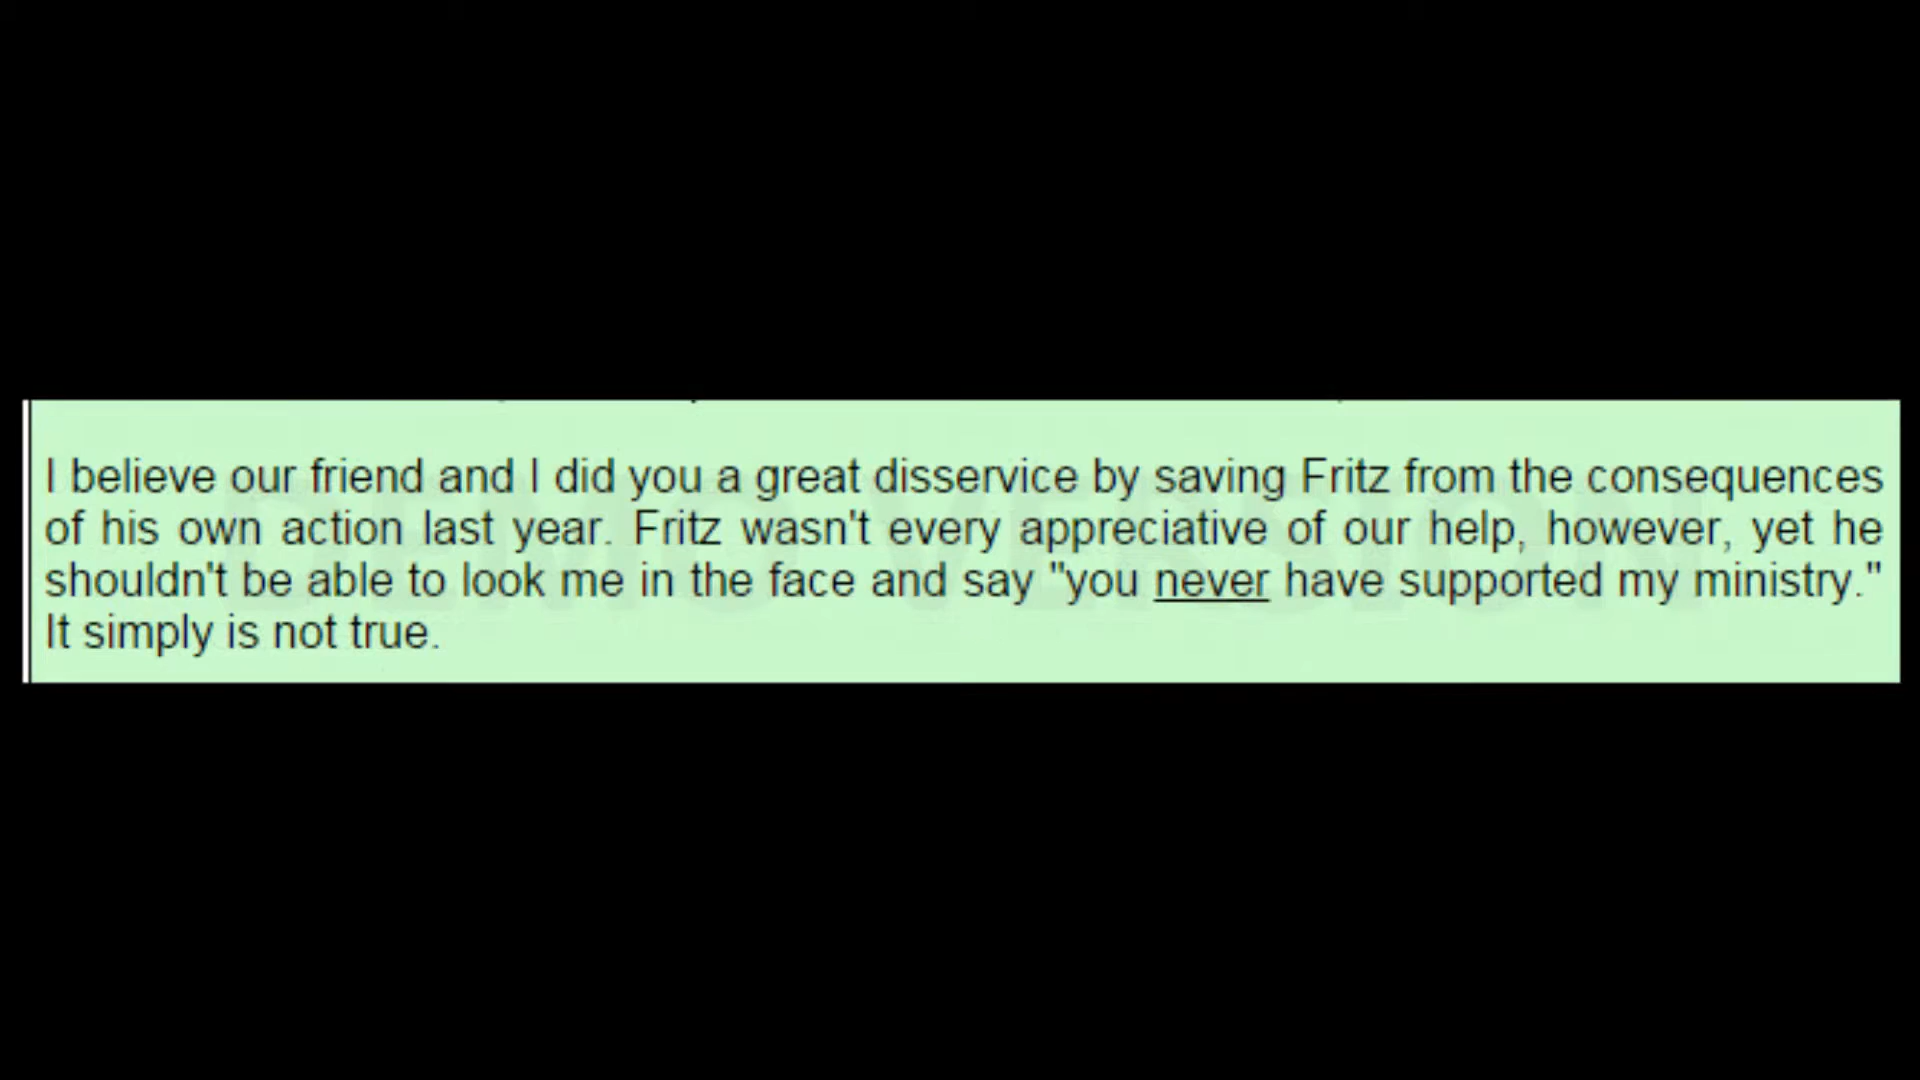 I believe our friend and I did you a great disservice by saving Fritz from the consequences
of his own action last year. Fritz wasn't every appreciative of our help, however, yet he
shouldn't be able to look me in the face and say "you never have supported my ministry."
It simply is not true.
DEMO VERSION